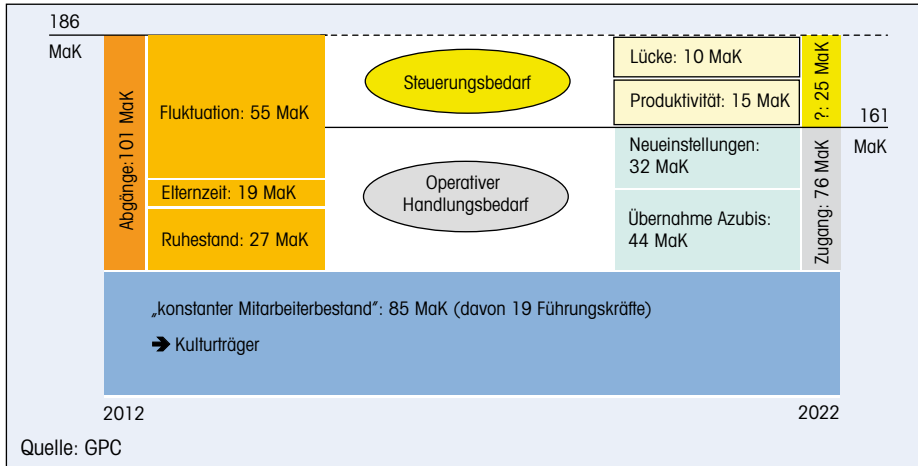 186
MaK
Abgänge:101 MaK
Fluktuation: 55 MaK
Elternzeit: 19 MaK
Ruhestand: 27 MaK
Steuerungsbedarf
Operativer
Handlungsbedarf
Lücke: 10 MaK
Produktivität: 15 MaK
Neueinstellungen:
32 MaK
Übernahme Azubis:
44 MaK
?: 25 MaK
Zugang: 76 MaK
161
MaK
„konstanter Mitarbeiterbestand“: 85 MaK (davon 19 Führungskräfte)
➔ Kulturträger
2012
2022
Quelle: GPC